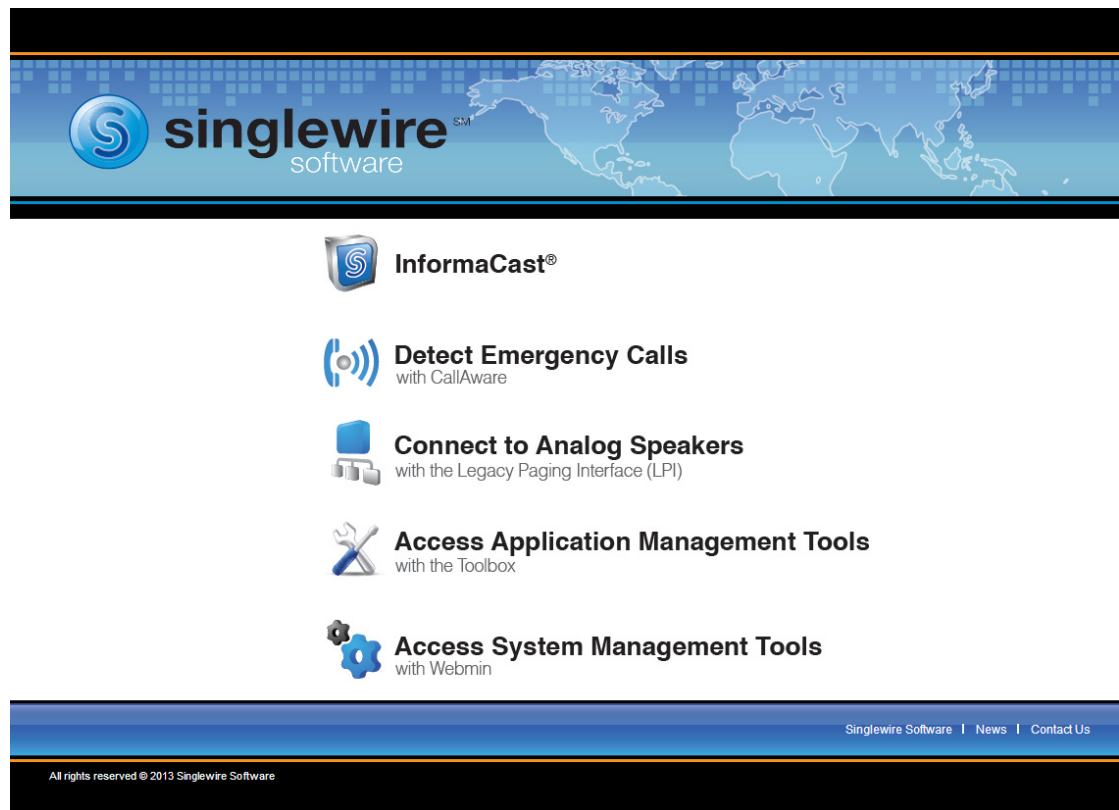 singlewire SM
software
InformaCast®
Detect Emergency Calls
with CallAware
Connect to Analog Speakers
with the Legacy Paging Interface (LPI)
Access Application Management Tools
with the Toolbox
Access System Management Tools
with Webmin
Singlewire Software | News | Contact Us
All rights reserved © 2013 Singlewire Software